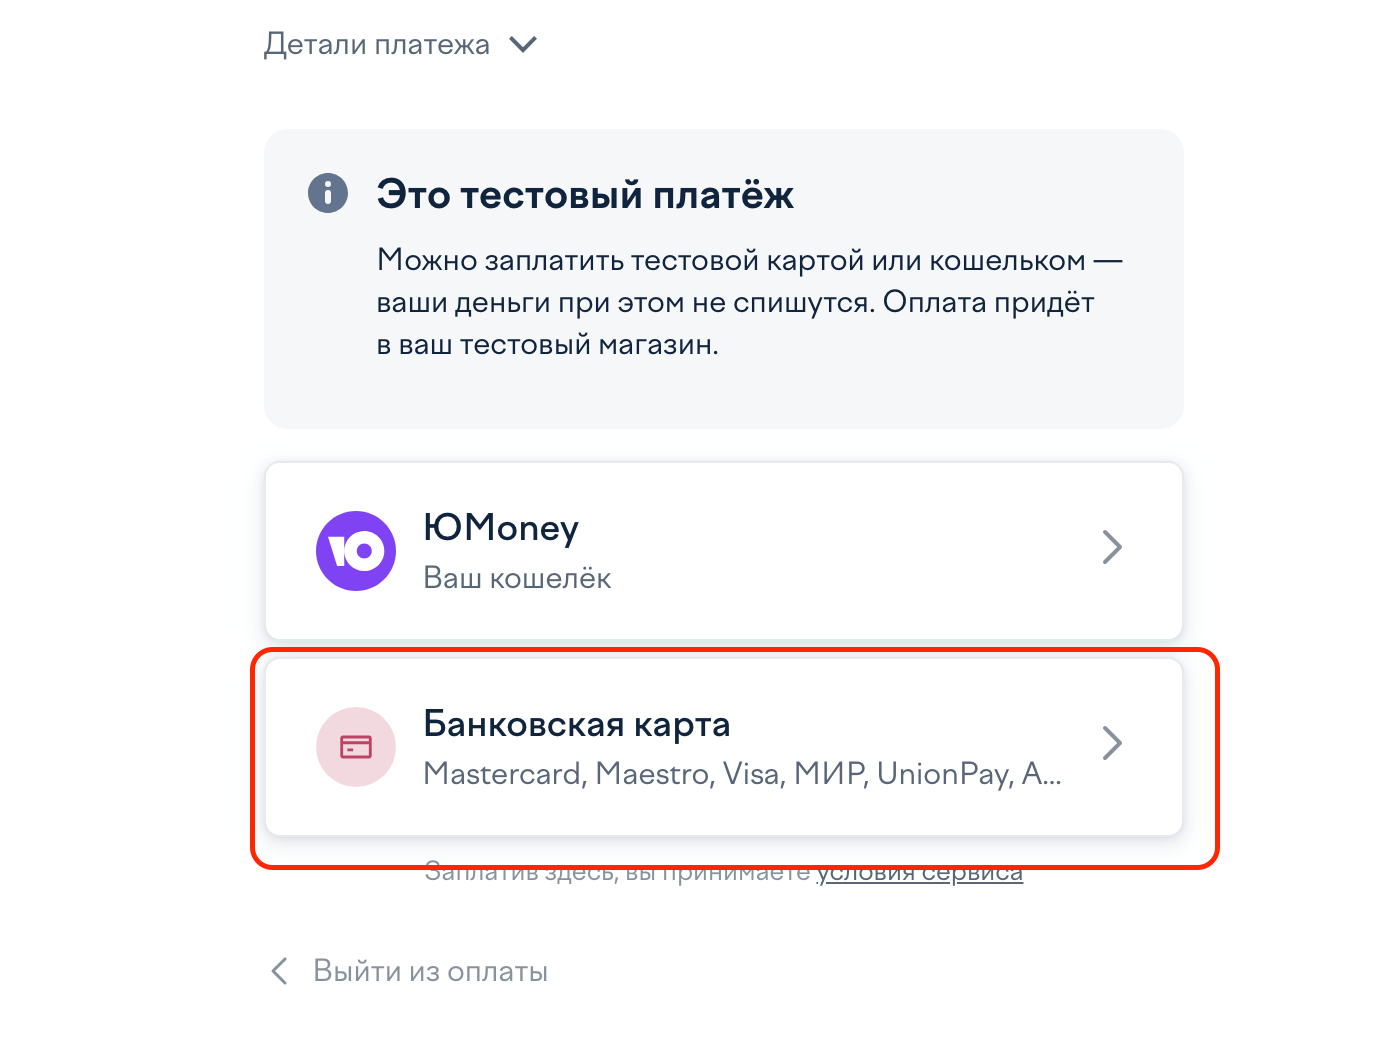 Детали платежа
Это тестовый платёж
Можно заплатить тестовой картой или кошельком —
ваши деньги при этом не спишутся. Оплата придёт
в ваш тестовый магазин.
ЮMoney
Ваш кошелёк
Банковская карта
Mastercard, Maestro, Visa, МИР, UnionPay, A...
Заплатив здесь, вы принимаете условия сервиса
Выйти из оплаты